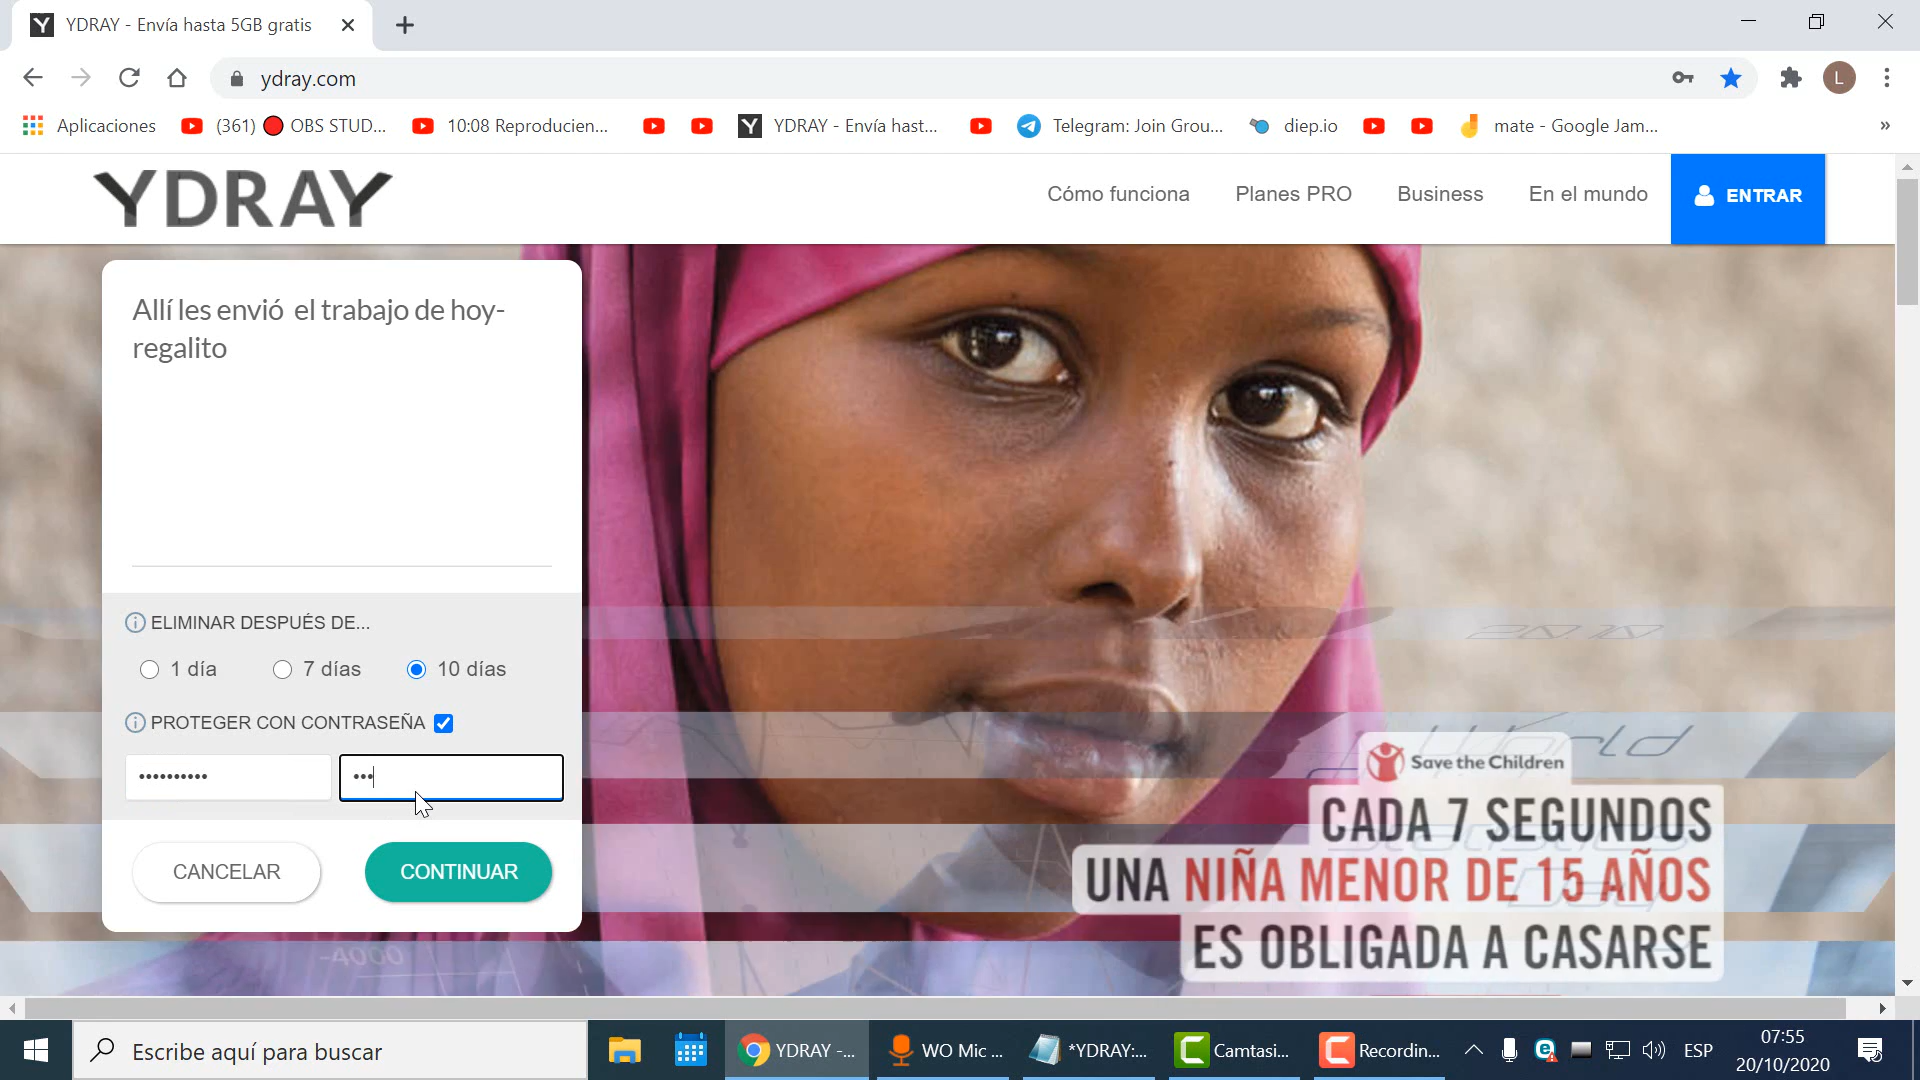 YDRAY - Envía hasta 5GB gratis
ydray.com
Aplicaciones
(361) OBS STUD...
10:08 Reproducien...
YDRAY - Envía hast...
Telegram: Join Grou...
diep.io
mate - Google Jam...
»
YDRAY
Cómo funciona
Planes PRO
Business
En el mundo
ENTRAR
Allí les envió el trabajo de hoy-
regalito
ELIMINAR DESPUÉS DE...
1 día
7 días
10 días
PROTEGER CON CONTRASEÑA
••••••••••
•••
CANCELAR
CONTINUAR
World
-4000
Save the Children
CADA 7 SEGUNDOS
UNA NIÑA MENOR DE 15 AÑOS
ES OBLIGADA A CASARSE
Escribe aquí para buscar
YDRAY -...
WO Mic ...
*YDRAY:...
Camtasi...
Recordin...
ESP
07:55
20/10/2020